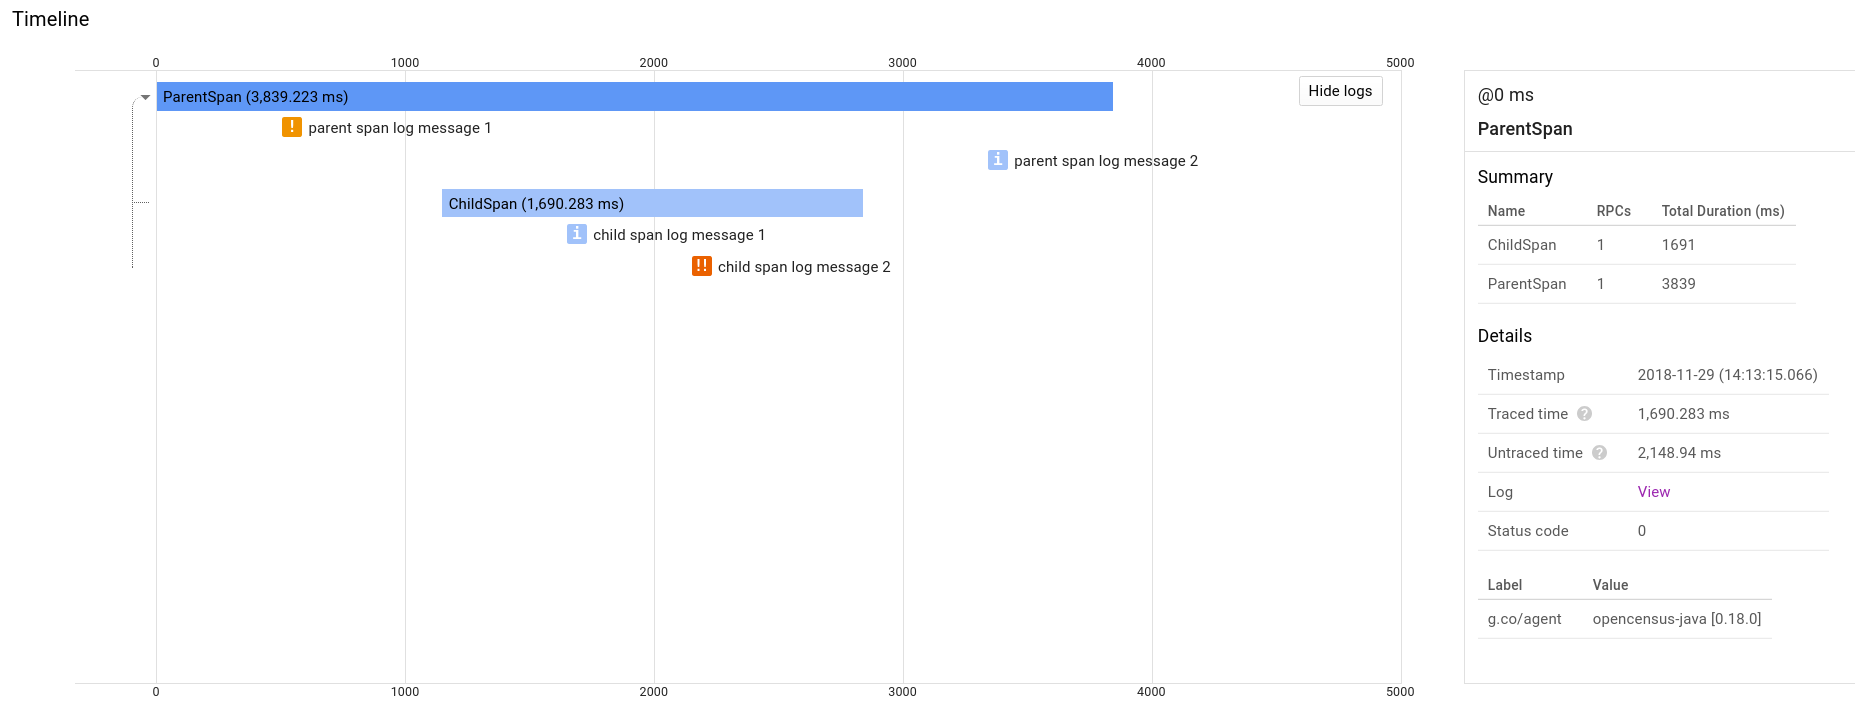 Timeline
0 1000 2000 3000 4000 5000
ParentSpan (3,839.223 ms)
Hide logs
! parent span log message 1
i parent span log message 2
ChildSpan (1,690.283 ms)
i child span log message 1
!! child span log message 2
0 1000 2000 3000 4000 5000
@0 ms
ParentSpan
Summary
Name RPCs Total Duration (ms)
ChildSpan 1 1691
ParentSpan 1 3839
Details
Timestamp 2018-11-29 (14:13:15.066)
Traced time ? 1,690.283 ms
Untraced time ? 2,148.94 ms
Log View
Status code 0
Label Value
g.co/agent opencensus-java [0.18.0]